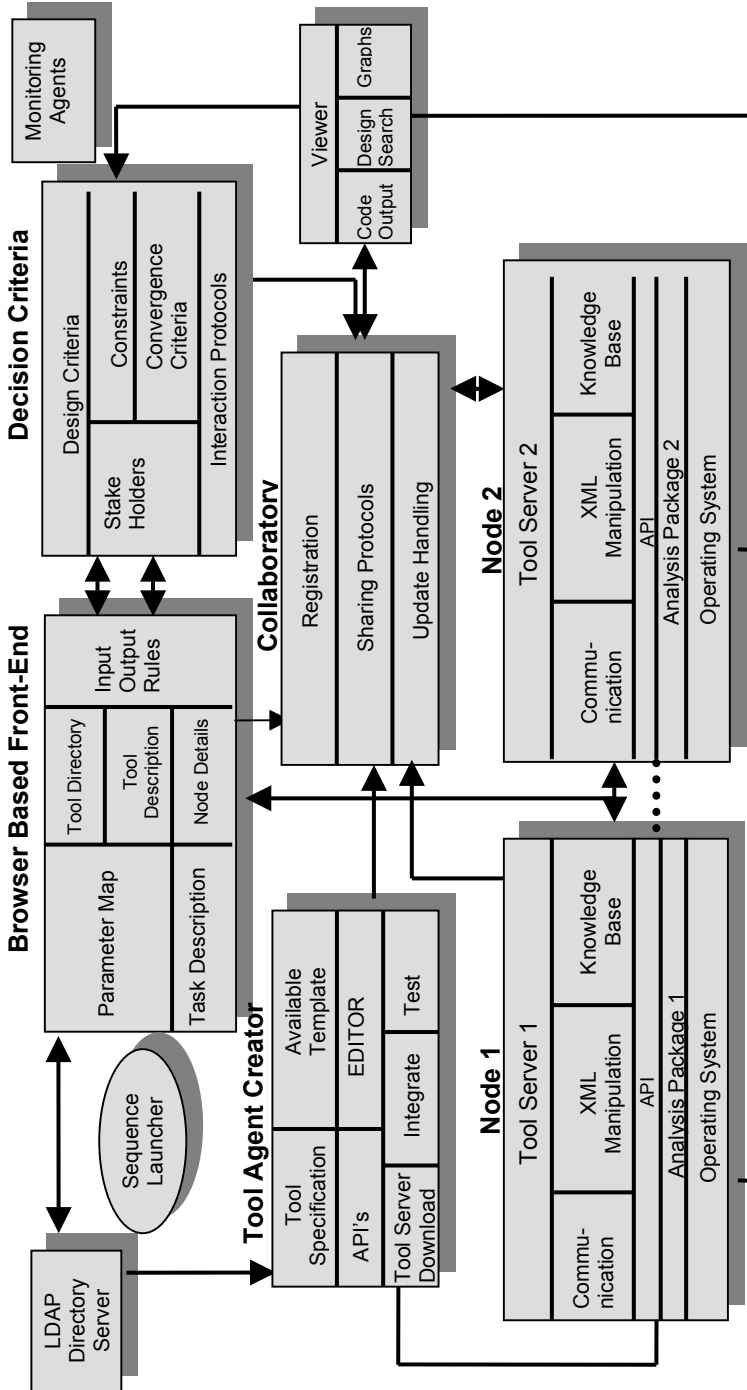 LDAP
Directory
Server
Sequence
Launcher
Browser Based Front-End
Parameter Map
Task Description
Tool Directory
Tool
Description
Node Details
Input
Output
Rules
Decision Criteria
Design Criteria
Stake
Holders
Constraints
Convergence
Criteria
Interaction Protocols
Monitoring
Agents
Tool Agent Creator
Tool
Specification
Available
Template
API's
EDITOR
Tool Server
Download
Integrate
Test
Collaboratory
Registration
Sharing Protocols
Update Handling
Viewer
Code
Output
Design
Search
Graphs
Node 1
Tool Server 1
Commu-
nication
XML
Manipulation
Knowledge
Base
API
Analysis Package 1
Operating System
Node 2
Tool Server 2
Commu-
nication
XML
Manipulation
Knowledge
Base
API
Analysis Package 2
Operating System